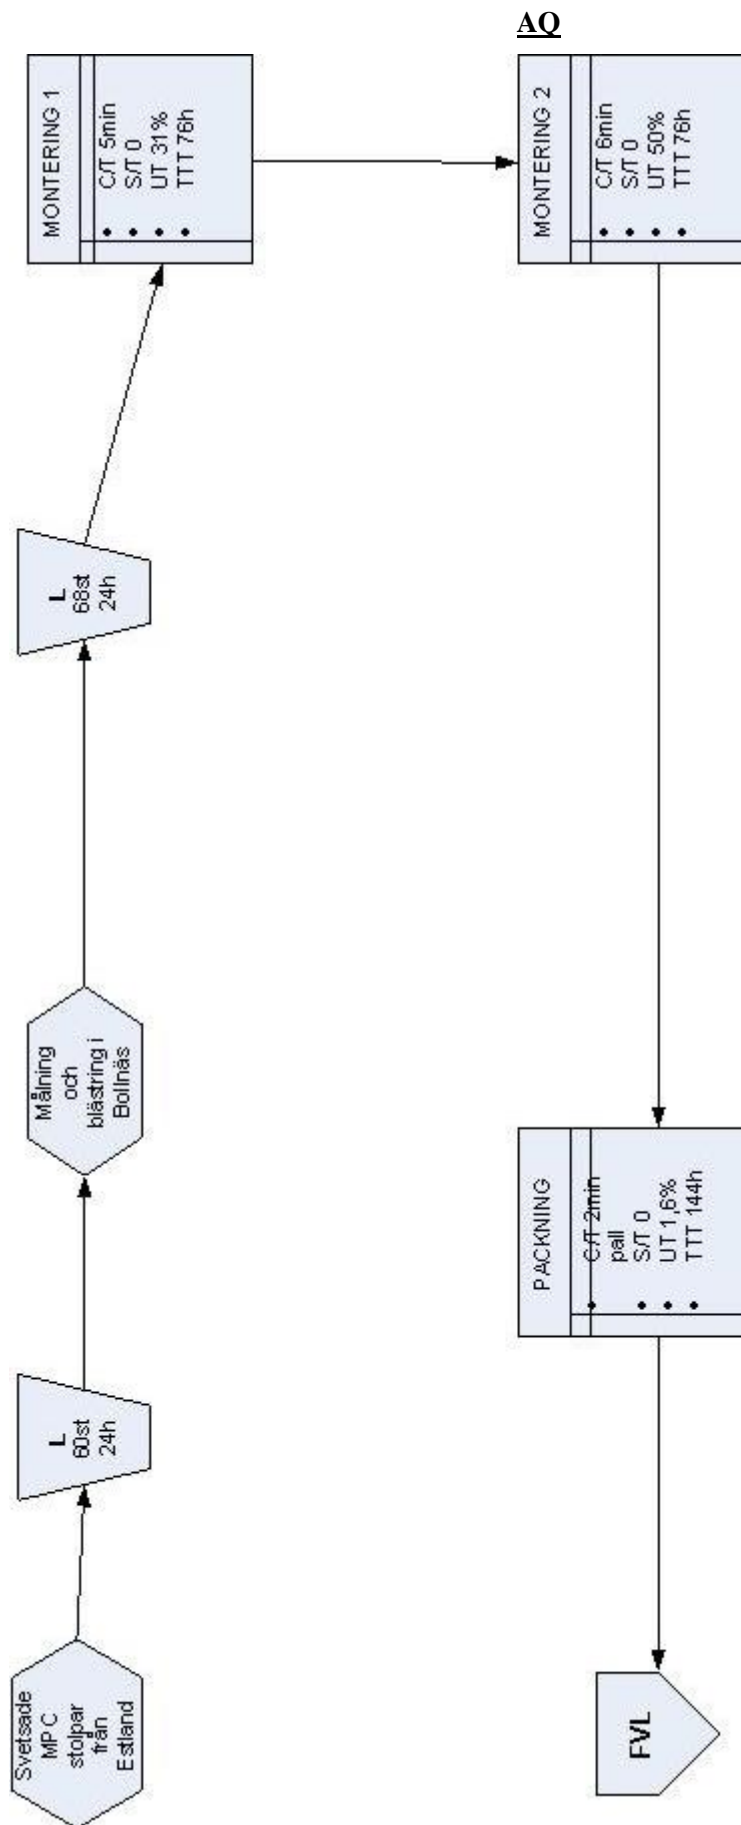 AQ
Svetsade
MPC
stolpar
från
Estland
L
60st
24h
Målning
och
blästring i
Bollnäs
L
68st
24h
MONTERING 1
• C/T 5min
• S/T 0
• UT 31%
• TTT 76h
MONTERING 2
• C/T 6min
• S/T 0
• UT 50%
• TTT 76h
PACKNING
• C/T 2min
pall
• S/T 0
• UT 1,6%
• TTT 144h
FVL